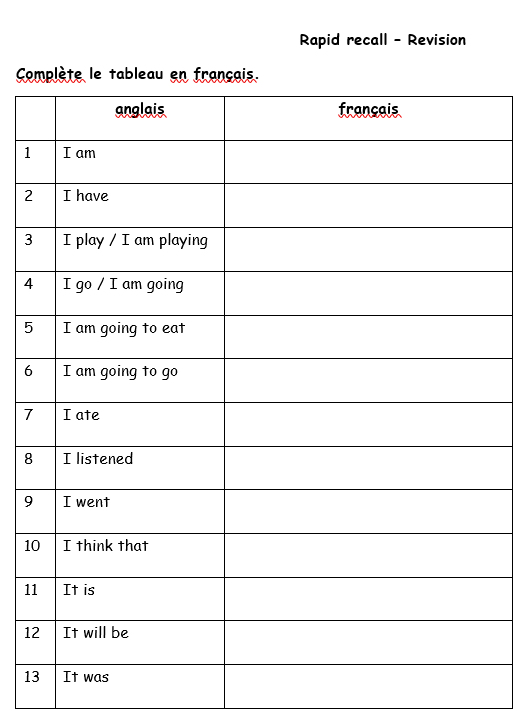 Rapid recall – Revision
Complète le tableau en français.
anglais français
1 I am
2 I have
3 I play / I am playing
4 I go / I am going
5 I am going to eat
6 I am going to go
7 I ate
8 I listened
9 I went
10 I think that
11 It is
12 It will be
13 It was